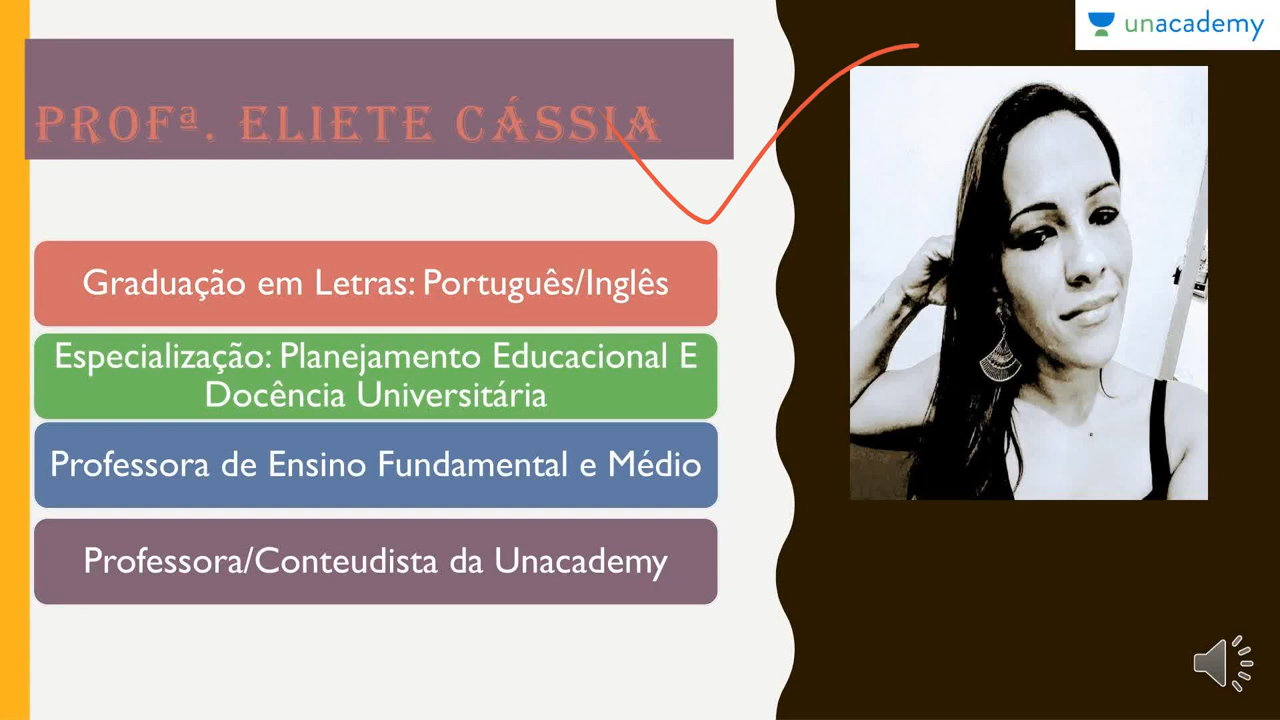 PROFª. ELIETE CÁSSIA
Graduação em Letras: Português/Inglês
Especialização: Planejamento Educacional E
Docência Universitária
Professora de Ensino Fundamental e Médio
Professora/Conteudista da Unacademy
unacademy